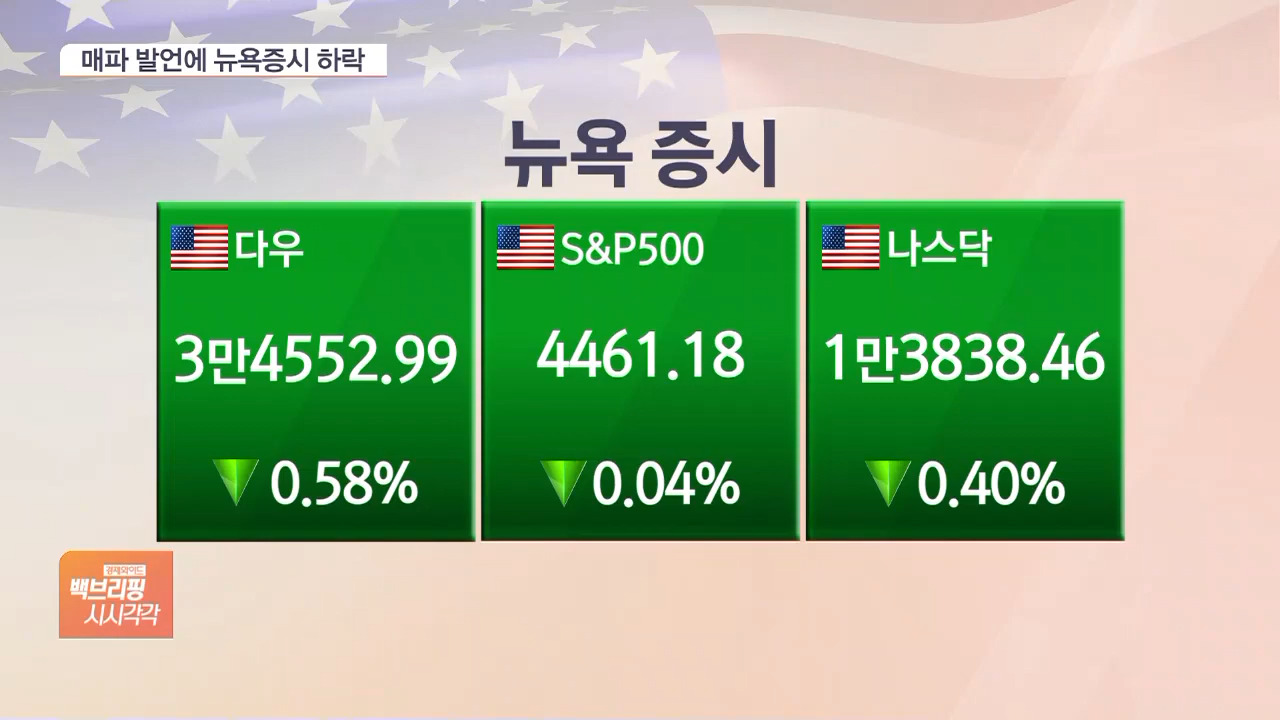 매파 발언에 뉴욕증시 하락
뉴욕 증시
다우
3만4552.99
0.58%
S&P500
4461.18
0.04%
나스닥
1만3838.46
0.40%
경제와이드
백브리핑
시시각각